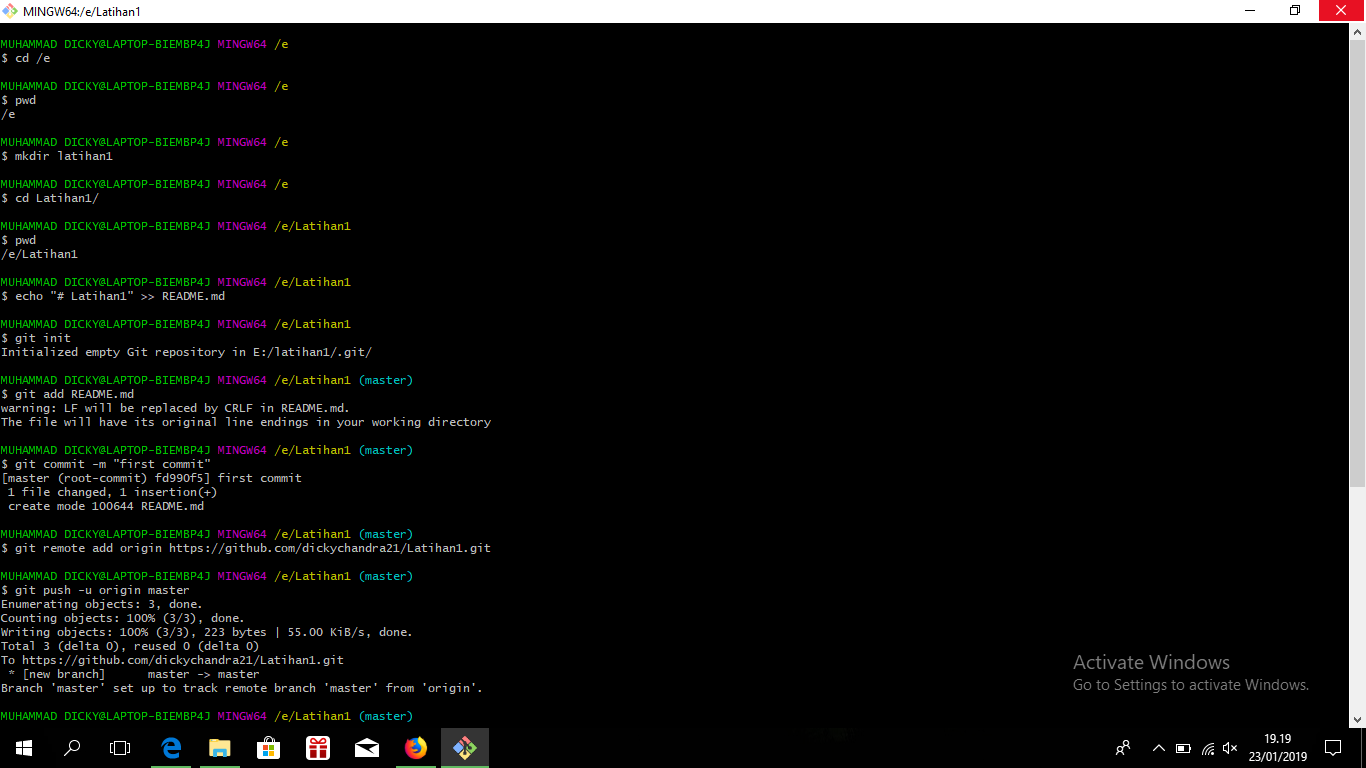 MINGW64:/e/Latihan1
MUHAMMAD DICKY@LAPTOP-BIEMBP4J MINGW64 /e
$ cd /e
MUHAMMAD DICKY@LAPTOP-BIEMBP4J MINGW64 /e
$ pwd
/e
MUHAMMAD DICKY@LAPTOP-BIEMBP4J MINGW64 /e
$ mkdir latihan1
MUHAMMAD DICKY@LAPTOP-BIEMBP4J MINGW64 /e
$ cd Latihan1/
MUHAMMAD DICKY@LAPTOP-BIEMBP4J MINGW64 /e/Latihan1
$ pwd
/e/Latihan1
MUHAMMAD DICKY@LAPTOP-BIEMBP4J MINGW64 /e/Latihan1
$ echo "# Latihan1" >> README.md
MUHAMMAD DICKY@LAPTOP-BIEMBP4J MINGW64 /e/Latihan1
$ git init
Initialized empty Git repository in E:/latihan1/.git/
MUHAMMAD DICKY@LAPTOP-BIEMBP4J MINGW64 /e/Latihan1 (master)
$ git add README.md
warning: LF will be replaced by CRLF in README.md.
The file will have its original line endings in your working directory
MUHAMMAD DICKY@LAPTOP-BIEMBP4J MINGW64 /e/Latihan1 (master)
$ git commit -m "first commit"
[master (root-commit) fd990f5] first commit
 1 file changed, 1 insertion(+)
 create mode 100644 README.md
MUHAMMAD DICKY@LAPTOP-BIEMBP4J MINGW64 /e/Latihan1 (master)
$ git remote add origin https://github.com/dickychandra21/Latihan1.git
MUHAMMAD DICKY@LAPTOP-BIEMBP4J MINGW64 /e/Latihan1 (master)
$ git push -u origin master
Enumerating objects: 3, done.
Counting objects: 100% (3/3), done.
Writing objects: 100% (3/3), 223 bytes | 55.00 KiB/s, done.
Total 3 (delta 0), reused 0 (delta 0)
To https://github.com/dickychandra21/Latihan1.git
 * [new branch]      master -> master
Branch 'master' set up to track remote branch 'master' from 'origin'.
MUHAMMAD DICKY@LAPTOP-BIEMBP4J MINGW64 /e/Latihan1 (master)
Activate Windows
Go to Settings to activate Windows.
19.19
23/01/2019